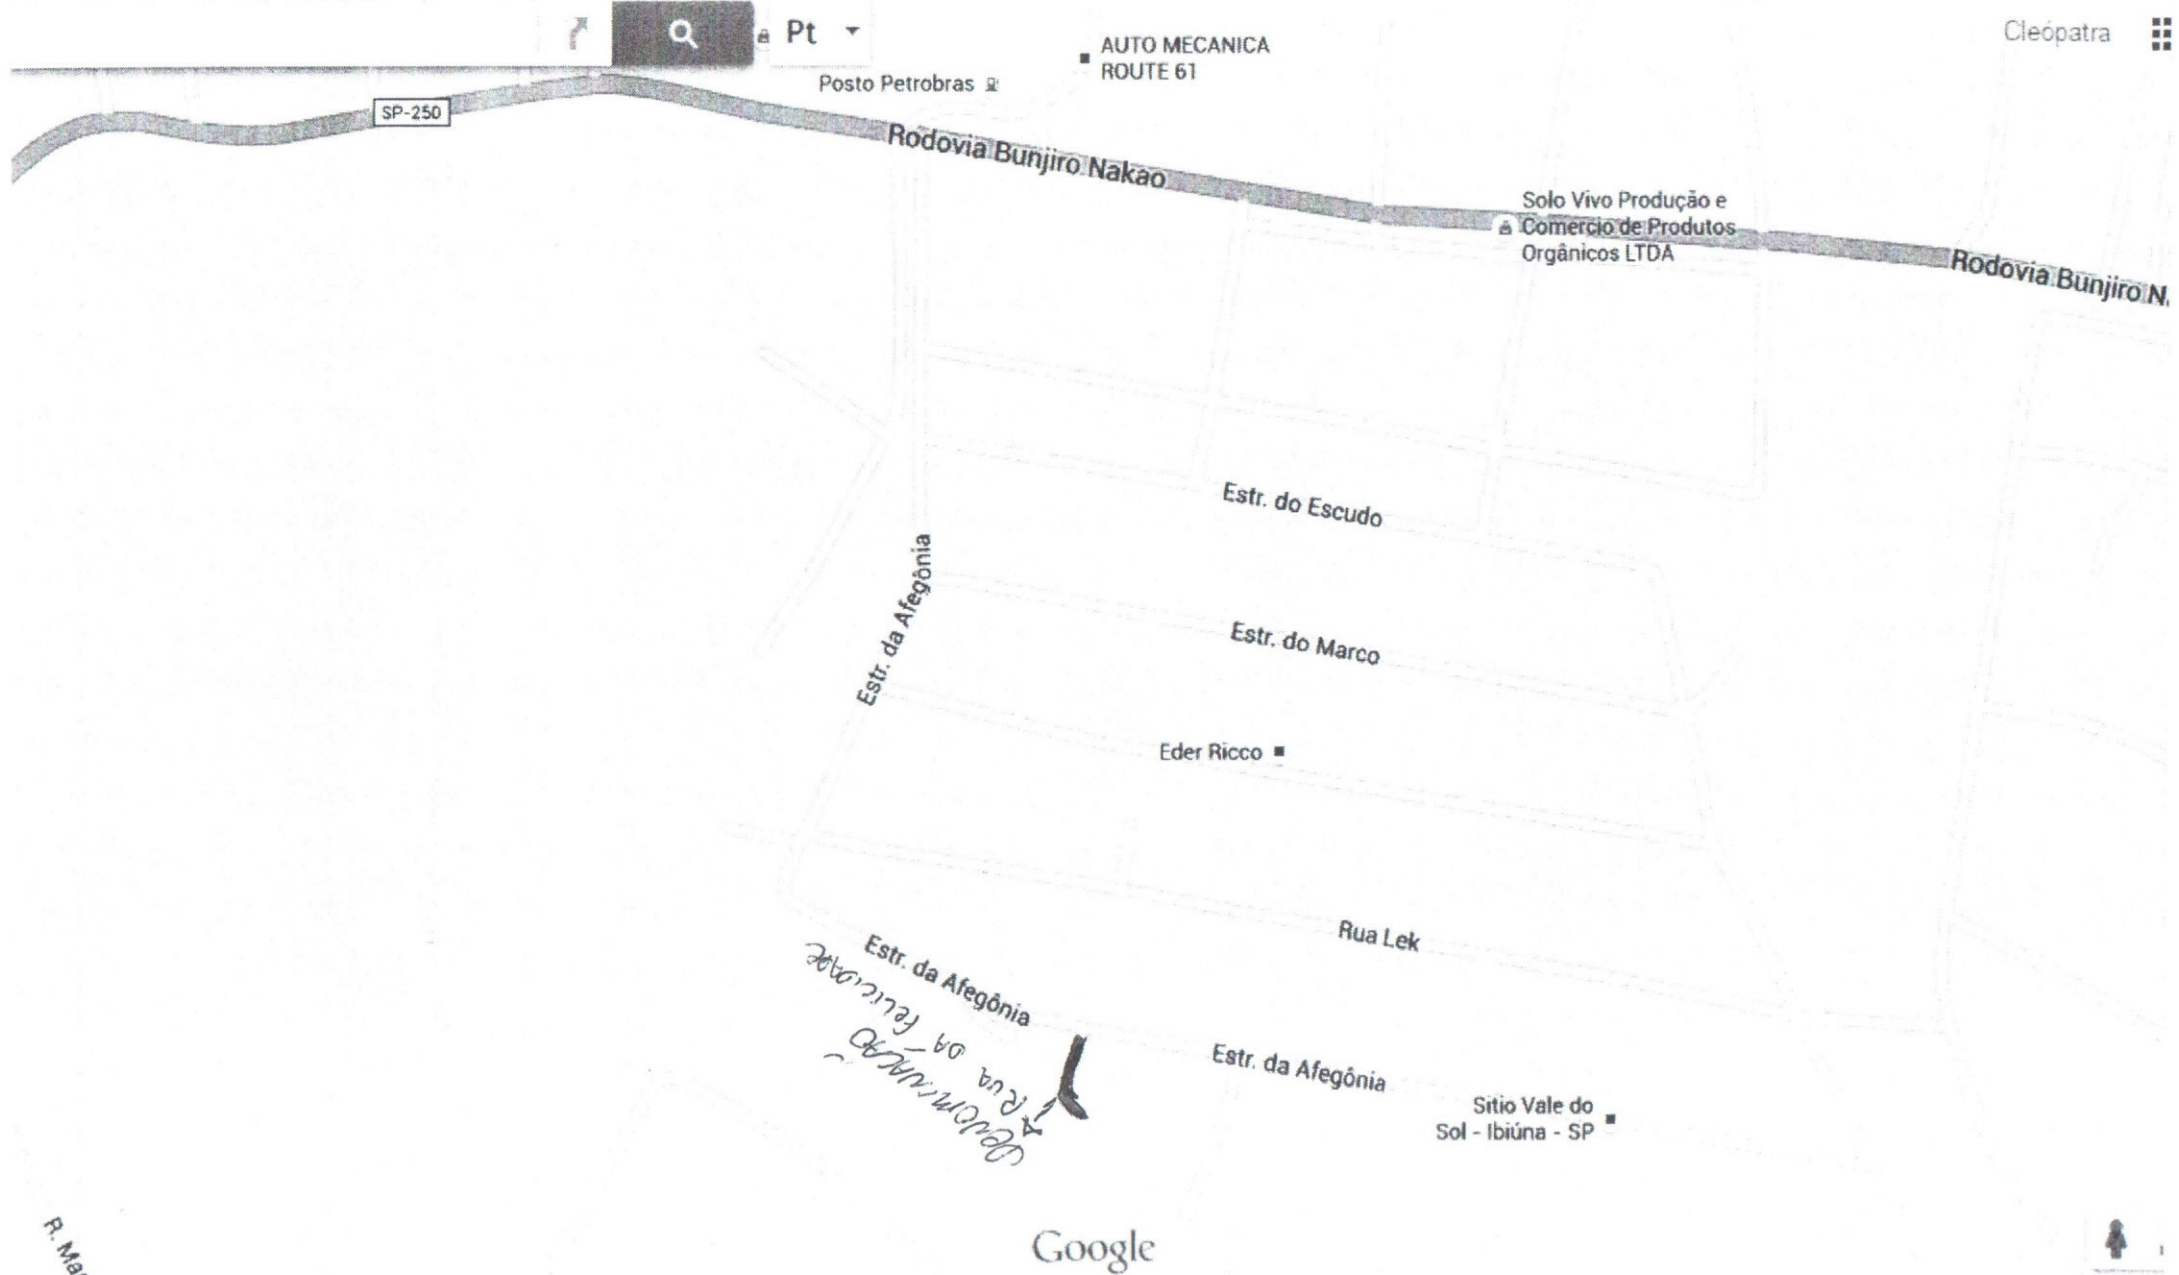 Pt
Cleópatra
AUTO MECANICA
ROUTE 61
Posto Petrobras
SP-250
Rodovia Bunjiro Nakao
Solo Vivo Produção e
Comercio de Produtos
Orgânicos LTDA
Rodovia Bunjiro N
Estr. do Escudo
Estr. da Afegônia
Estr. do Marco
Eder Ricco
Rua Lek
Estr. da Afegônia
DENOMINAÇÃO
RUA DA FELICIDADE
Estr. da Afegônia
Sitio Vale do
Sol - Ibiúna - SP
R. Mac
Google